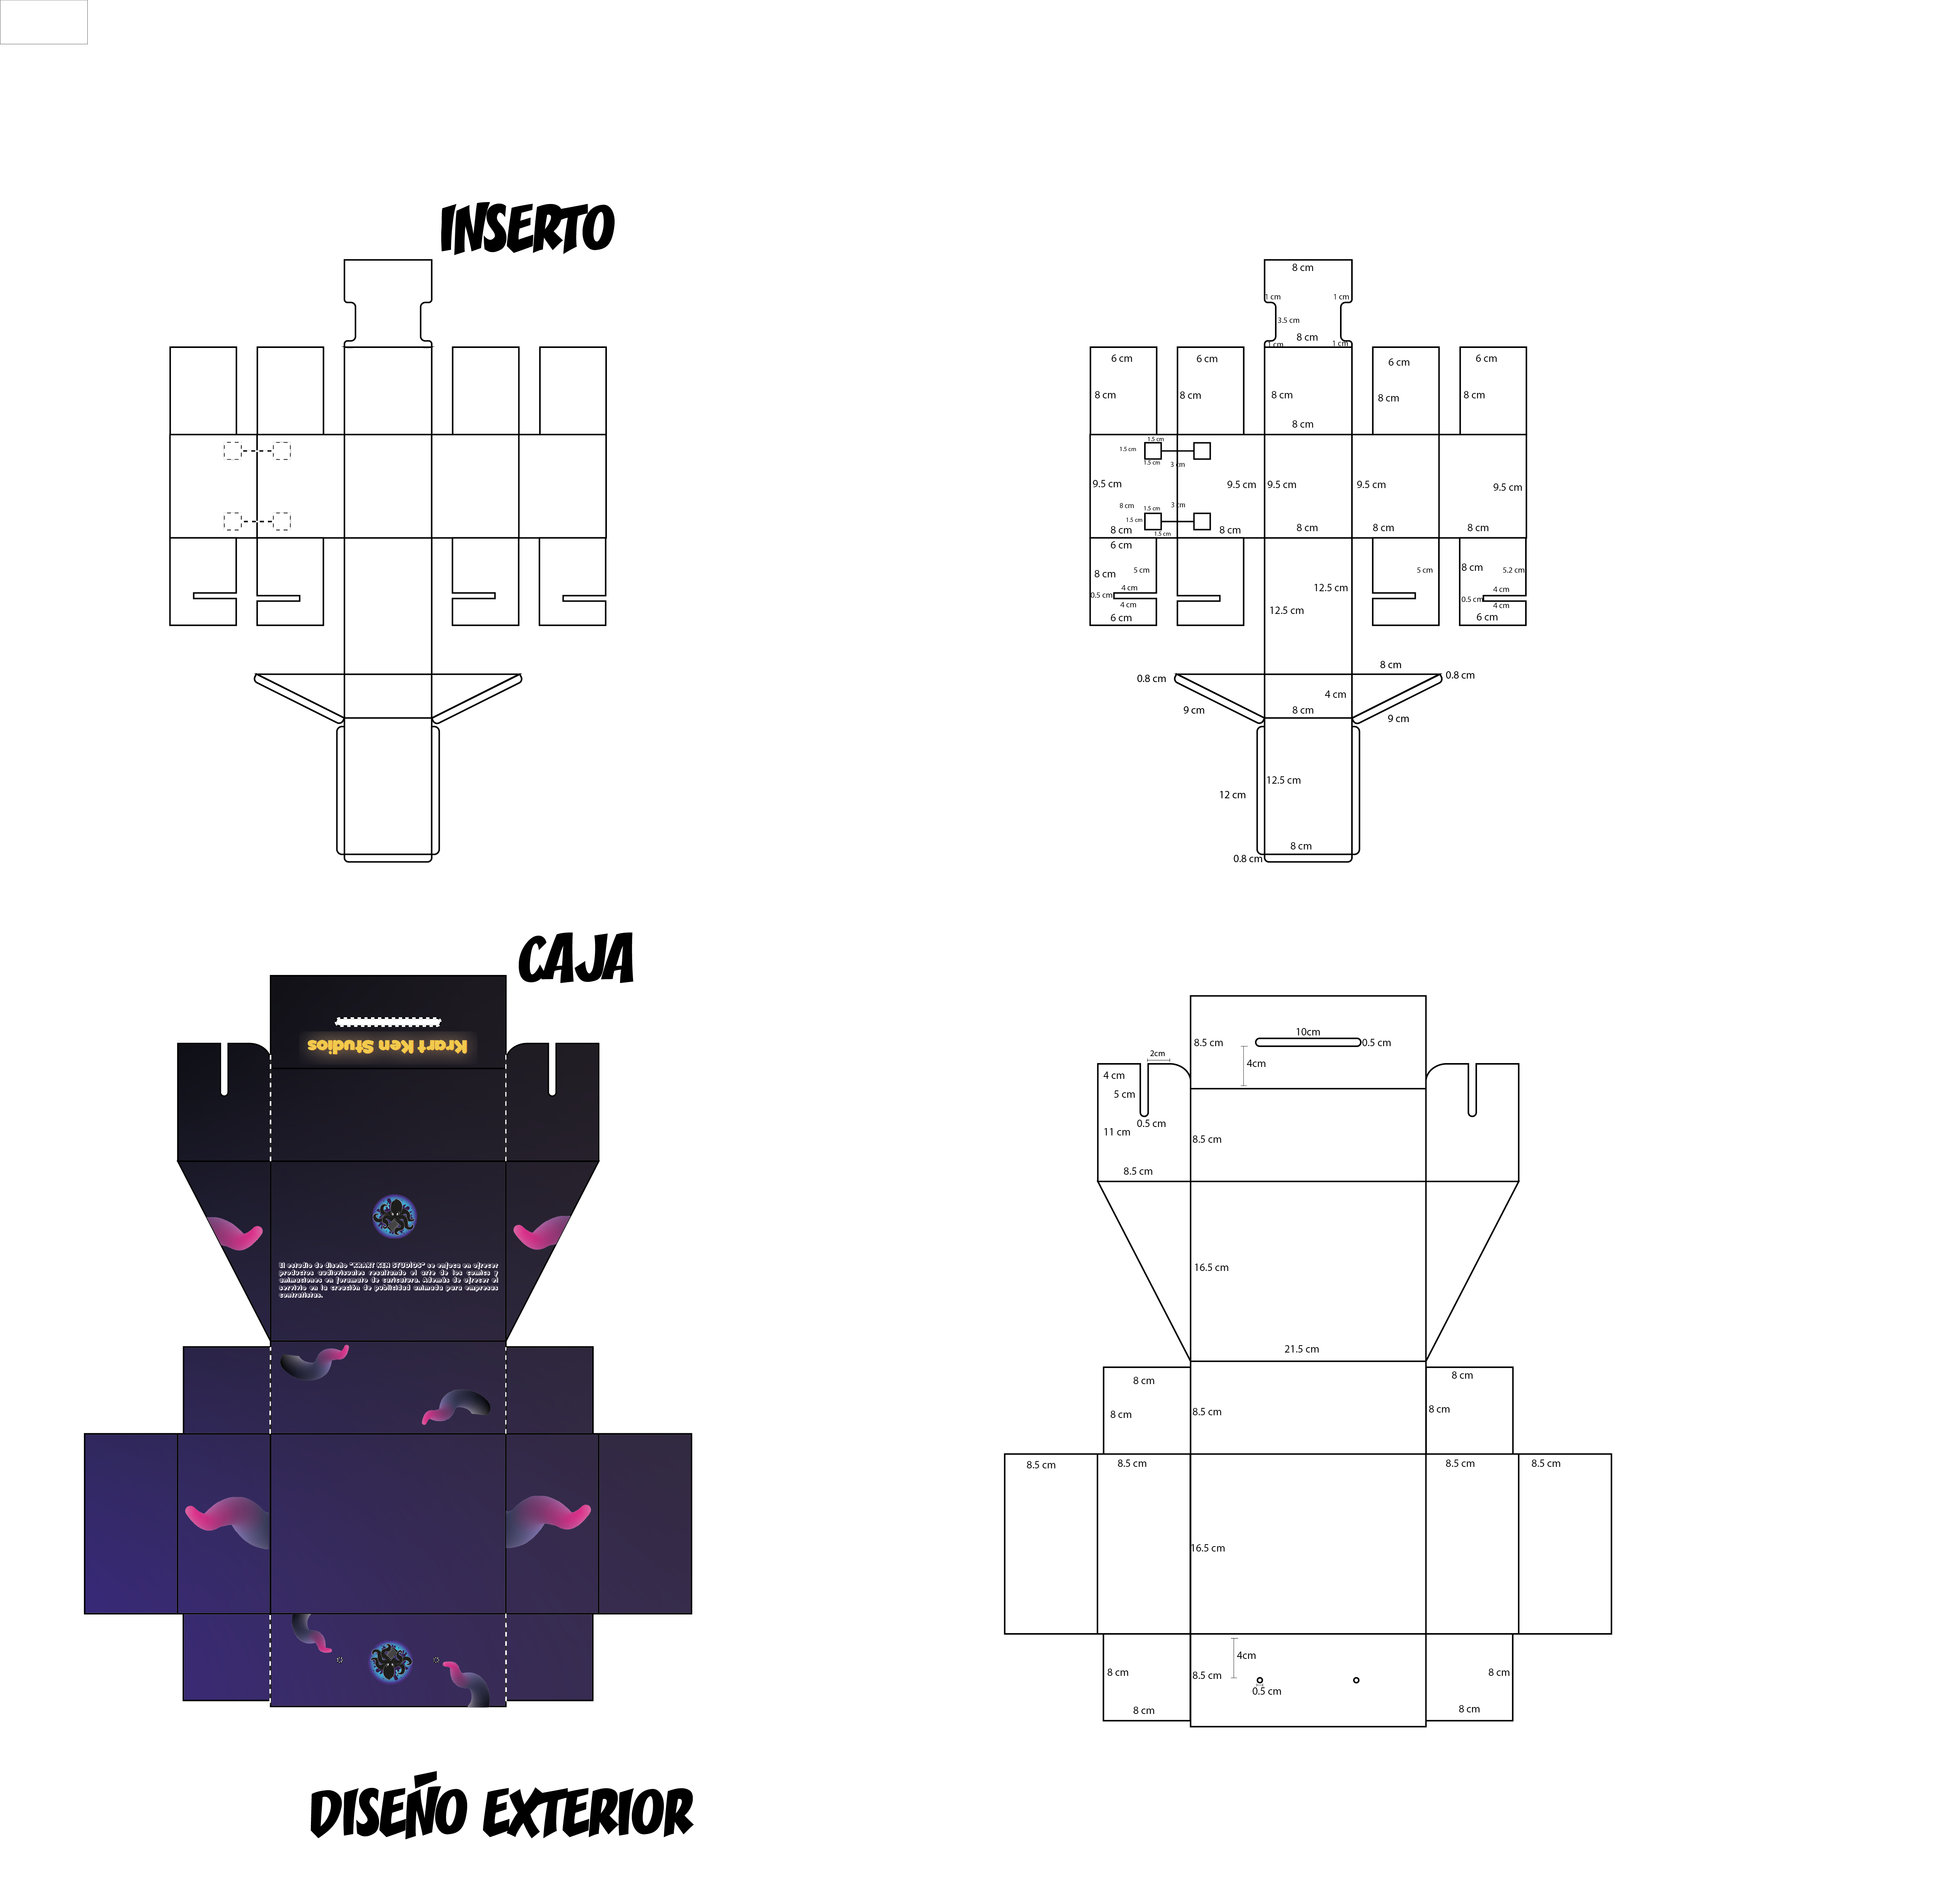 INSERTO
8 cm
1 cm 1 cm
3.5 cm
8 cm
1 cm 1 cm
6 cm 6 cm 6 cm 6 cm
8 cm 8 cm 8 cm 8 cm 8 cm
8 cm
1.5 cm
1.5 cm
1.5 cm 3 cm
9.5 cm 9.5 cm 9.5 cm 9.5 cm 9.5 cm
8 cm 1.5 cm 3 cm
1.5 cm
8 cm 1.5 cm 8 cm 8 cm 8 cm 8 cm
6 cm
8 cm 5 cm 5 cm 8 cm 5.2 cm
4 cm 12.5 cm 4 cm
0.5 cm 0.5 cm
4 cm 12.5 cm 4 cm
6 cm 6 cm
8 cm
0.8 cm 0.8 cm
4 cm
9 cm 8 cm 9 cm
12.5 cm
12 cm
8 cm
0.8 cm
CAJA
Krart Ken Studios
El estudio de diseño "KRART KEN STUDIOS" se enfoca en ofrecer
productos audiovisuales resaltando el arte de los comics y
animaciones en foramato de caricatura. Además de ofrecer el
servicio en la creación de publicidad animada para empresas
contratistas.
10cm
8.5 cm 0.5 cm
2cm
4cm
4 cm
5 cm
0.5 cm
11 cm 8.5 cm
8.5 cm
16.5 cm
21.5 cm
8 cm 8 cm
8 cm 8.5 cm 8 cm
8.5 cm 8.5 cm 8.5 cm 8.5 cm
16.5 cm
4cm
8 cm 8.5 cm 8 cm
0.5 cm
8 cm 8 cm
DISEÑO EXTERIOR